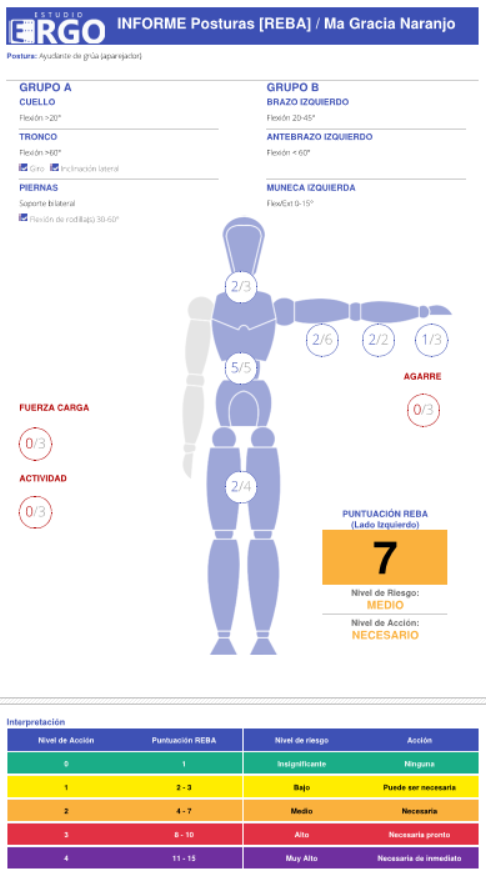 ESTUDIO
ERGO
INFORME Posturas [REBA] / Ma Gracia Naranjo
Postura: Ayudante de grúa (aparejador)
GRUPO A
CUELLO
Flexión >20°
TRONCO
Flexión >60°
Giro Inclinación lateral
PIERNAS
Soporte bilateral
Flexión de rodilla(s) 30-60°
GRUPO B
BRAZO IZQUIERDO
Flexión 20-45°
ANTEBRAZO IZQUIERDO
Flexión < 60°
MUNECA IZQUIERDA
Flex/Ext 0-15°
2/3
2/6
2/2
1/3
5/5
AGARRE
0/3
FUERZA CARGA
0/3
ACTIVIDAD
0/3
2/4
PUNTUACIÓN REBA
(Lado Izquierdo)
7
Nivel de Riesgo:
MEDIO
Nivel de Acción:
NECESARIO
Interpretación
Nivel de Acción Puntuación REBA Nivel de riesgo Acción
0 1 Insignificante Ninguna
1 2 - 3 Bajo Puede ser necesaria
2 4 - 7 Medio Necesaria
3 8 - 10 Alto Necesaria pronto
4 11 - 15 Muy Alto Necesaria de inmediato